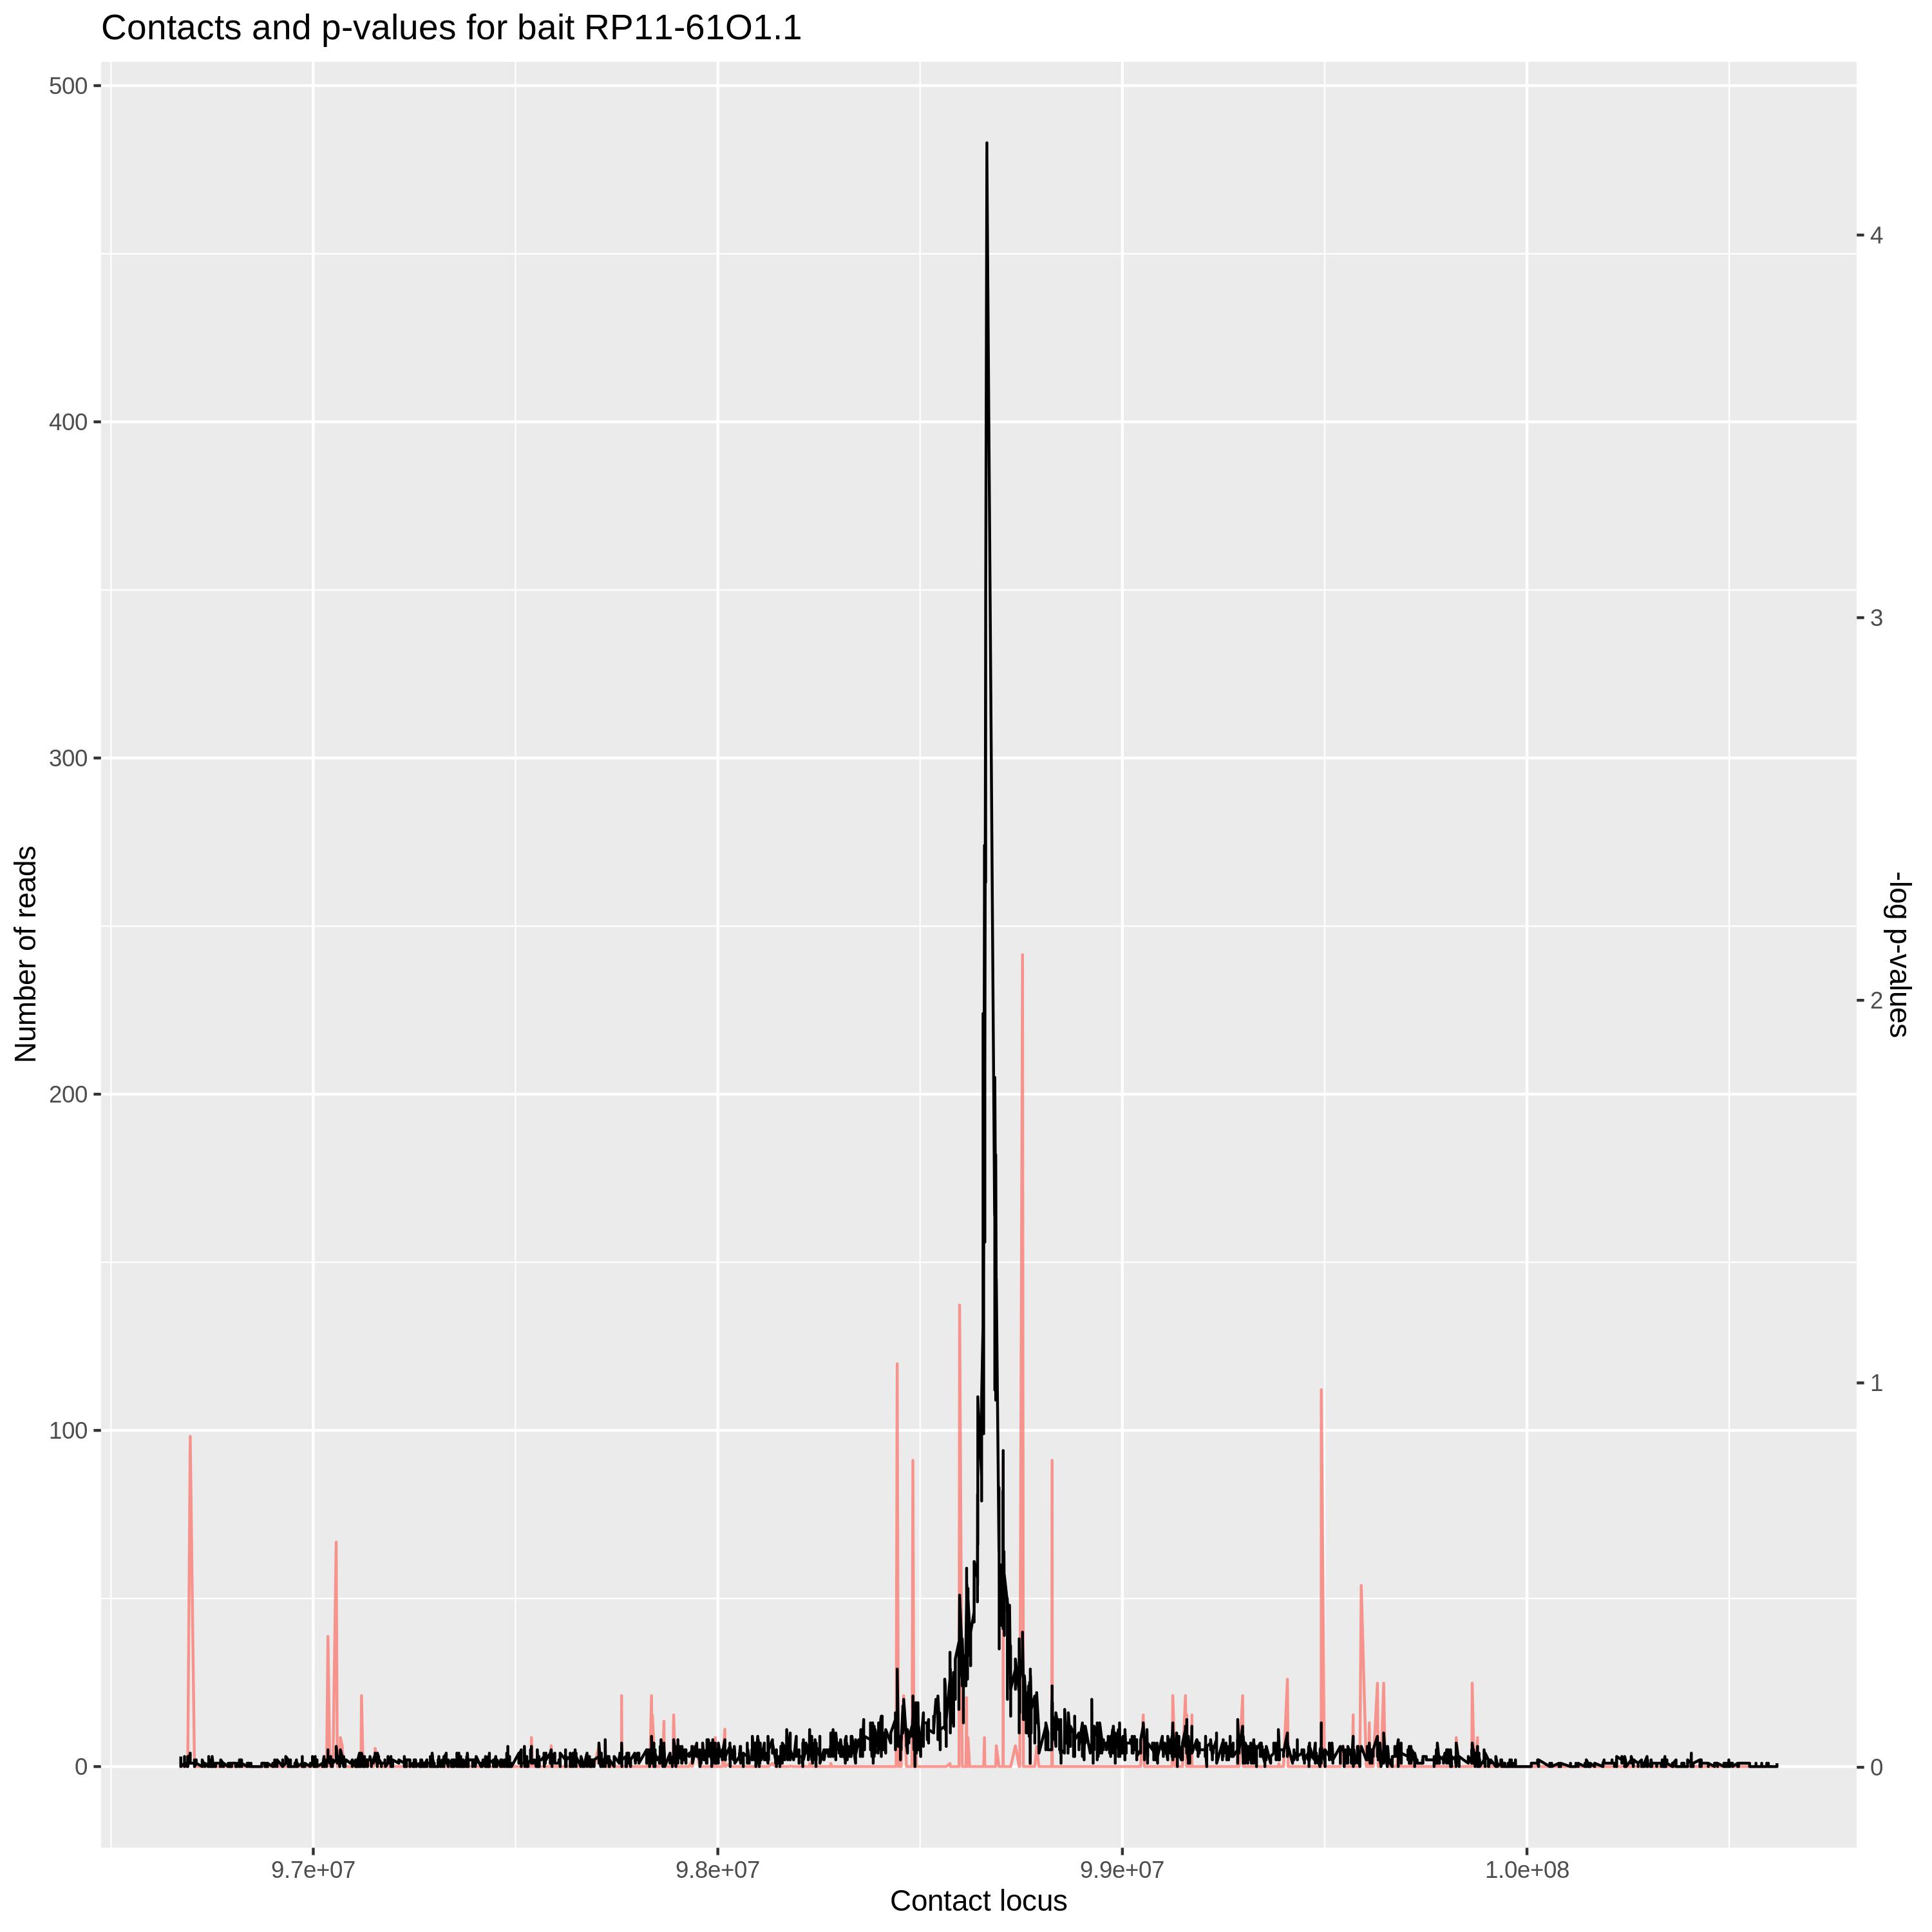 Contacts and p-values for bait RP11-61O1.1
500
400
300
200
100
0
Number of reads
4
3
2
1
0
-log p-values
9.7e+07
9.8e+07
9.9e+07
1.0e+08
Contact locus